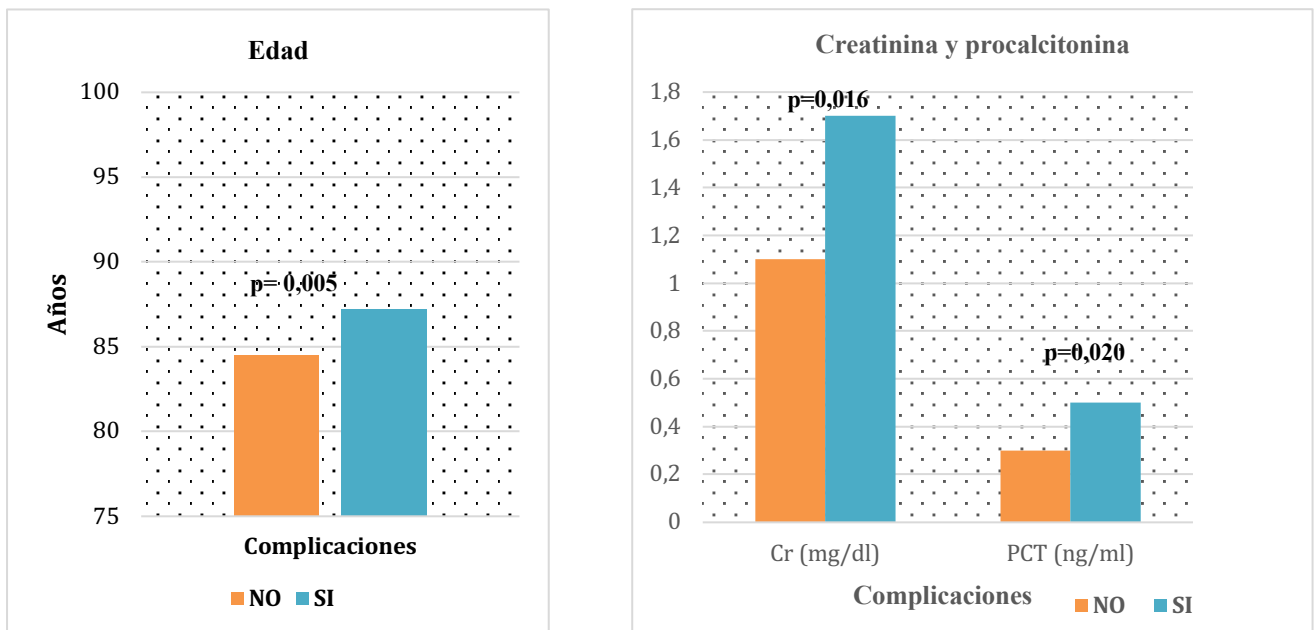 Edad
100
95
90
85
80
75
Años
p= 0,005
Complicaciones
NO SI
Creatinina y procalcitonina
1,8
1,6
1,4
1,2
1
0,8
0,6
0,4
0,2
0
p=0,016
p=0,020
Cr (mg/dl) PCT (ng/ml)
Complicaciones NO SI